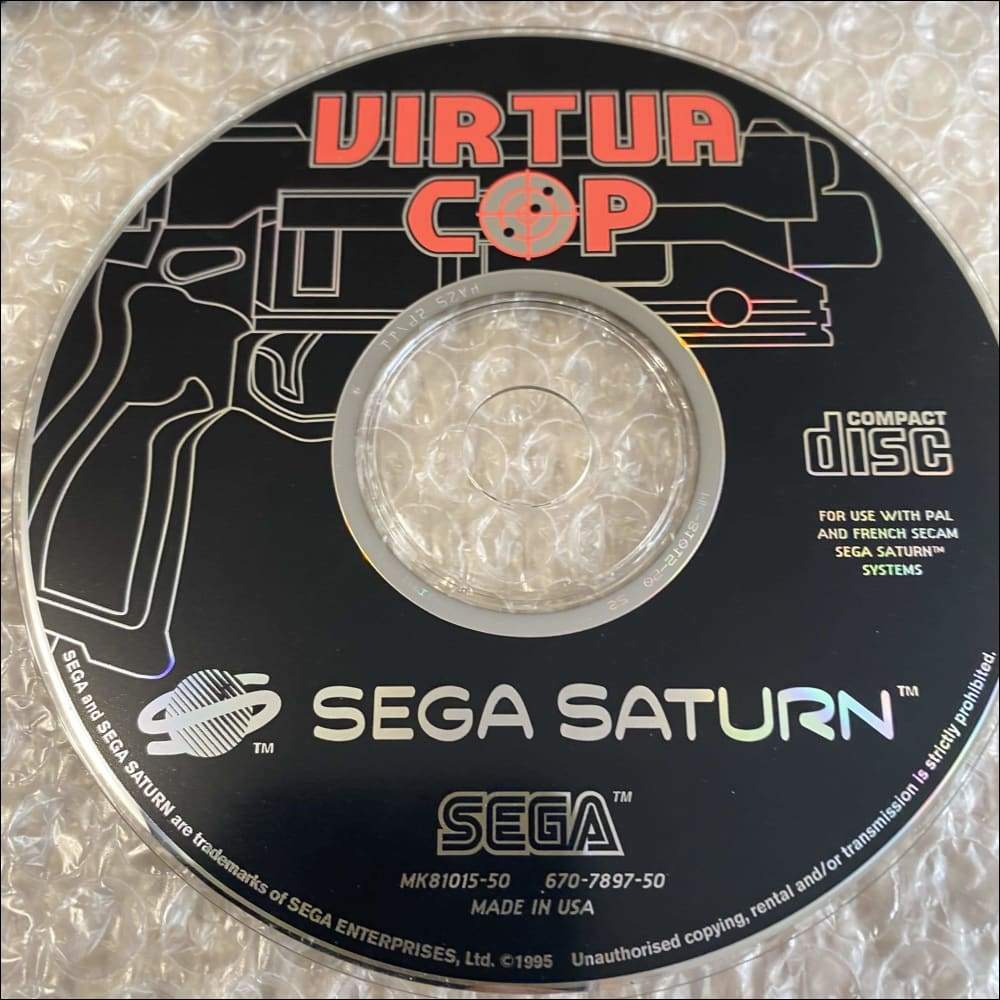 VIRTUA
COP
COMPACT
disc
FOR USE WITH PAL
AND FRENCH SECAM
SEGA SATURN™
SYSTEMS
SEGA SATURN™
TM
SEGA™
MK81015-50 670-7897-50
MADE IN USA
SEGA and SEGA SATURN are trademarks of SEGA ENTERPRISES, Ltd. ©1995 Unauthorised copying, rental and/or transmission is strictly prohibited.